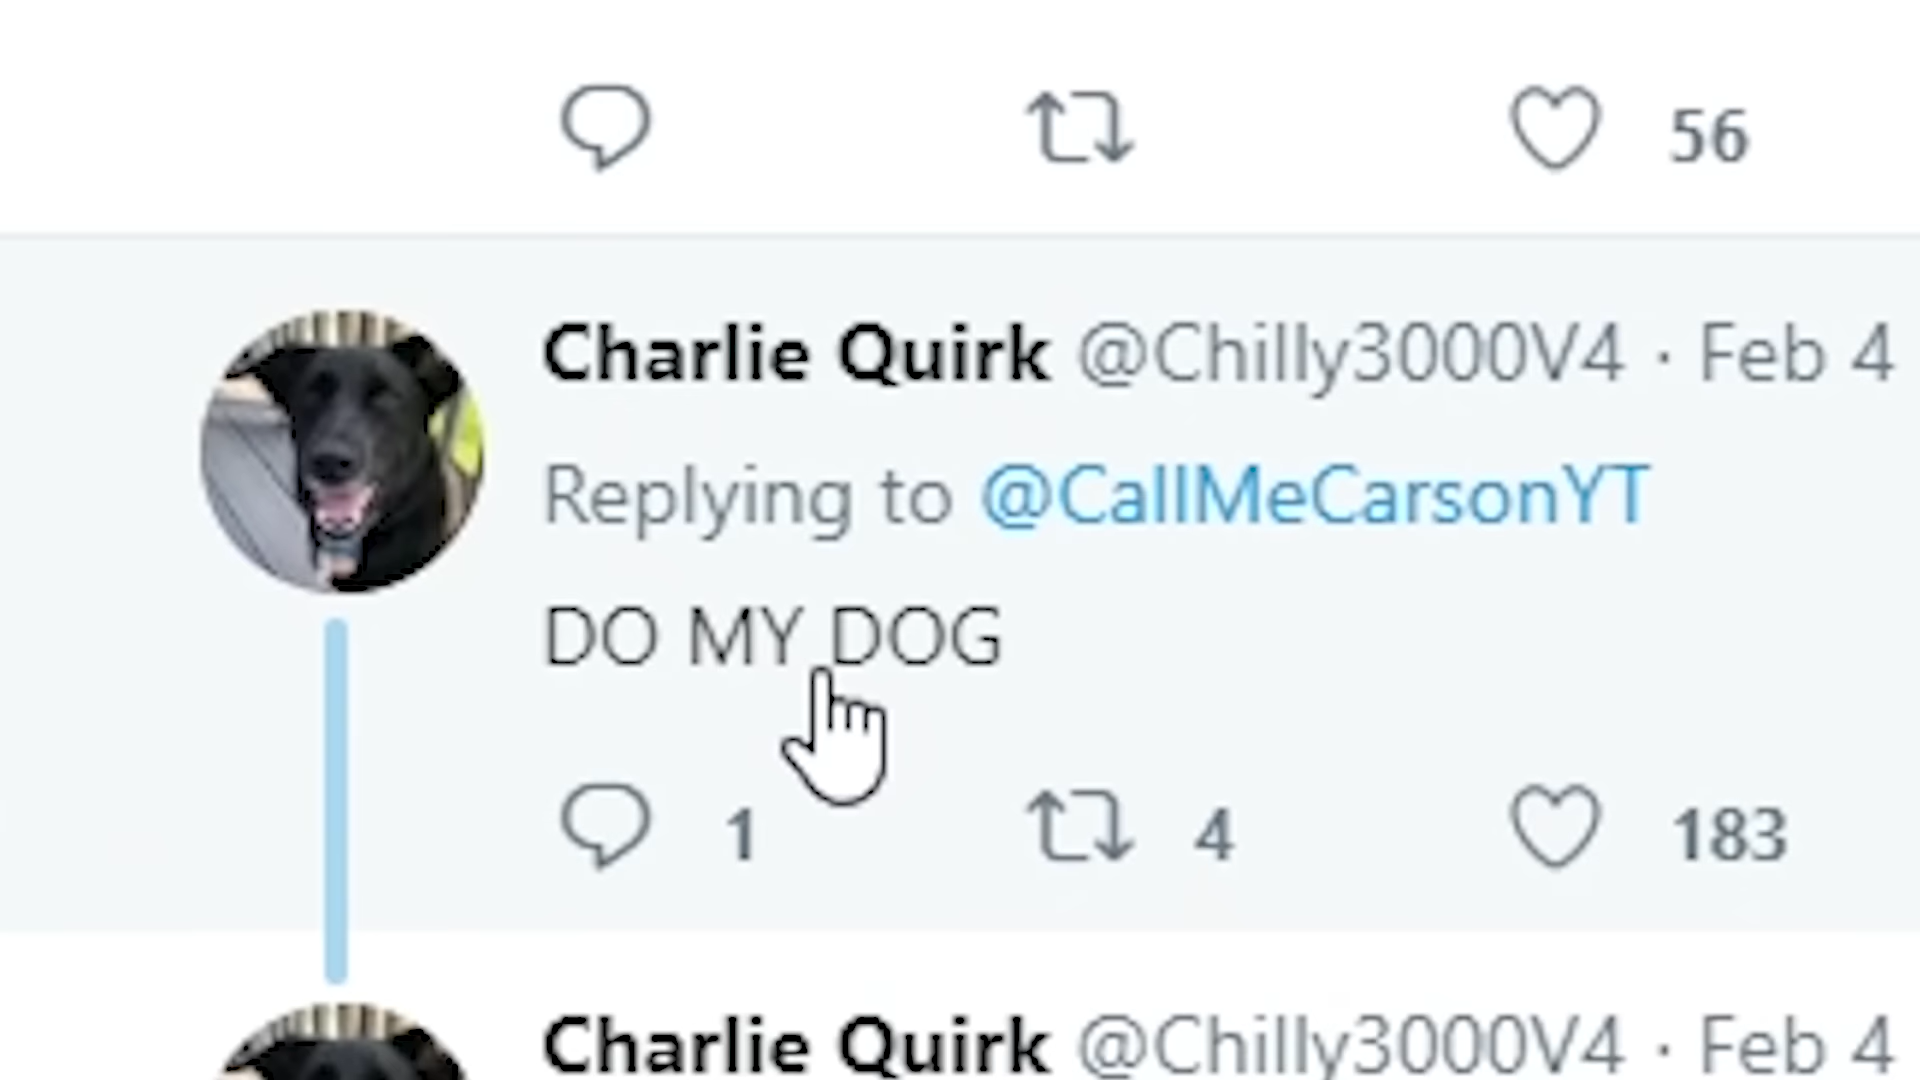 56
Charlie Quirk @Chilly3000V4 · Feb 4
Replying to @CallMeCarsonYT
DO MY DOG
1 4 183
Charlie Quirk @Chilly3000V4 · Feb 4